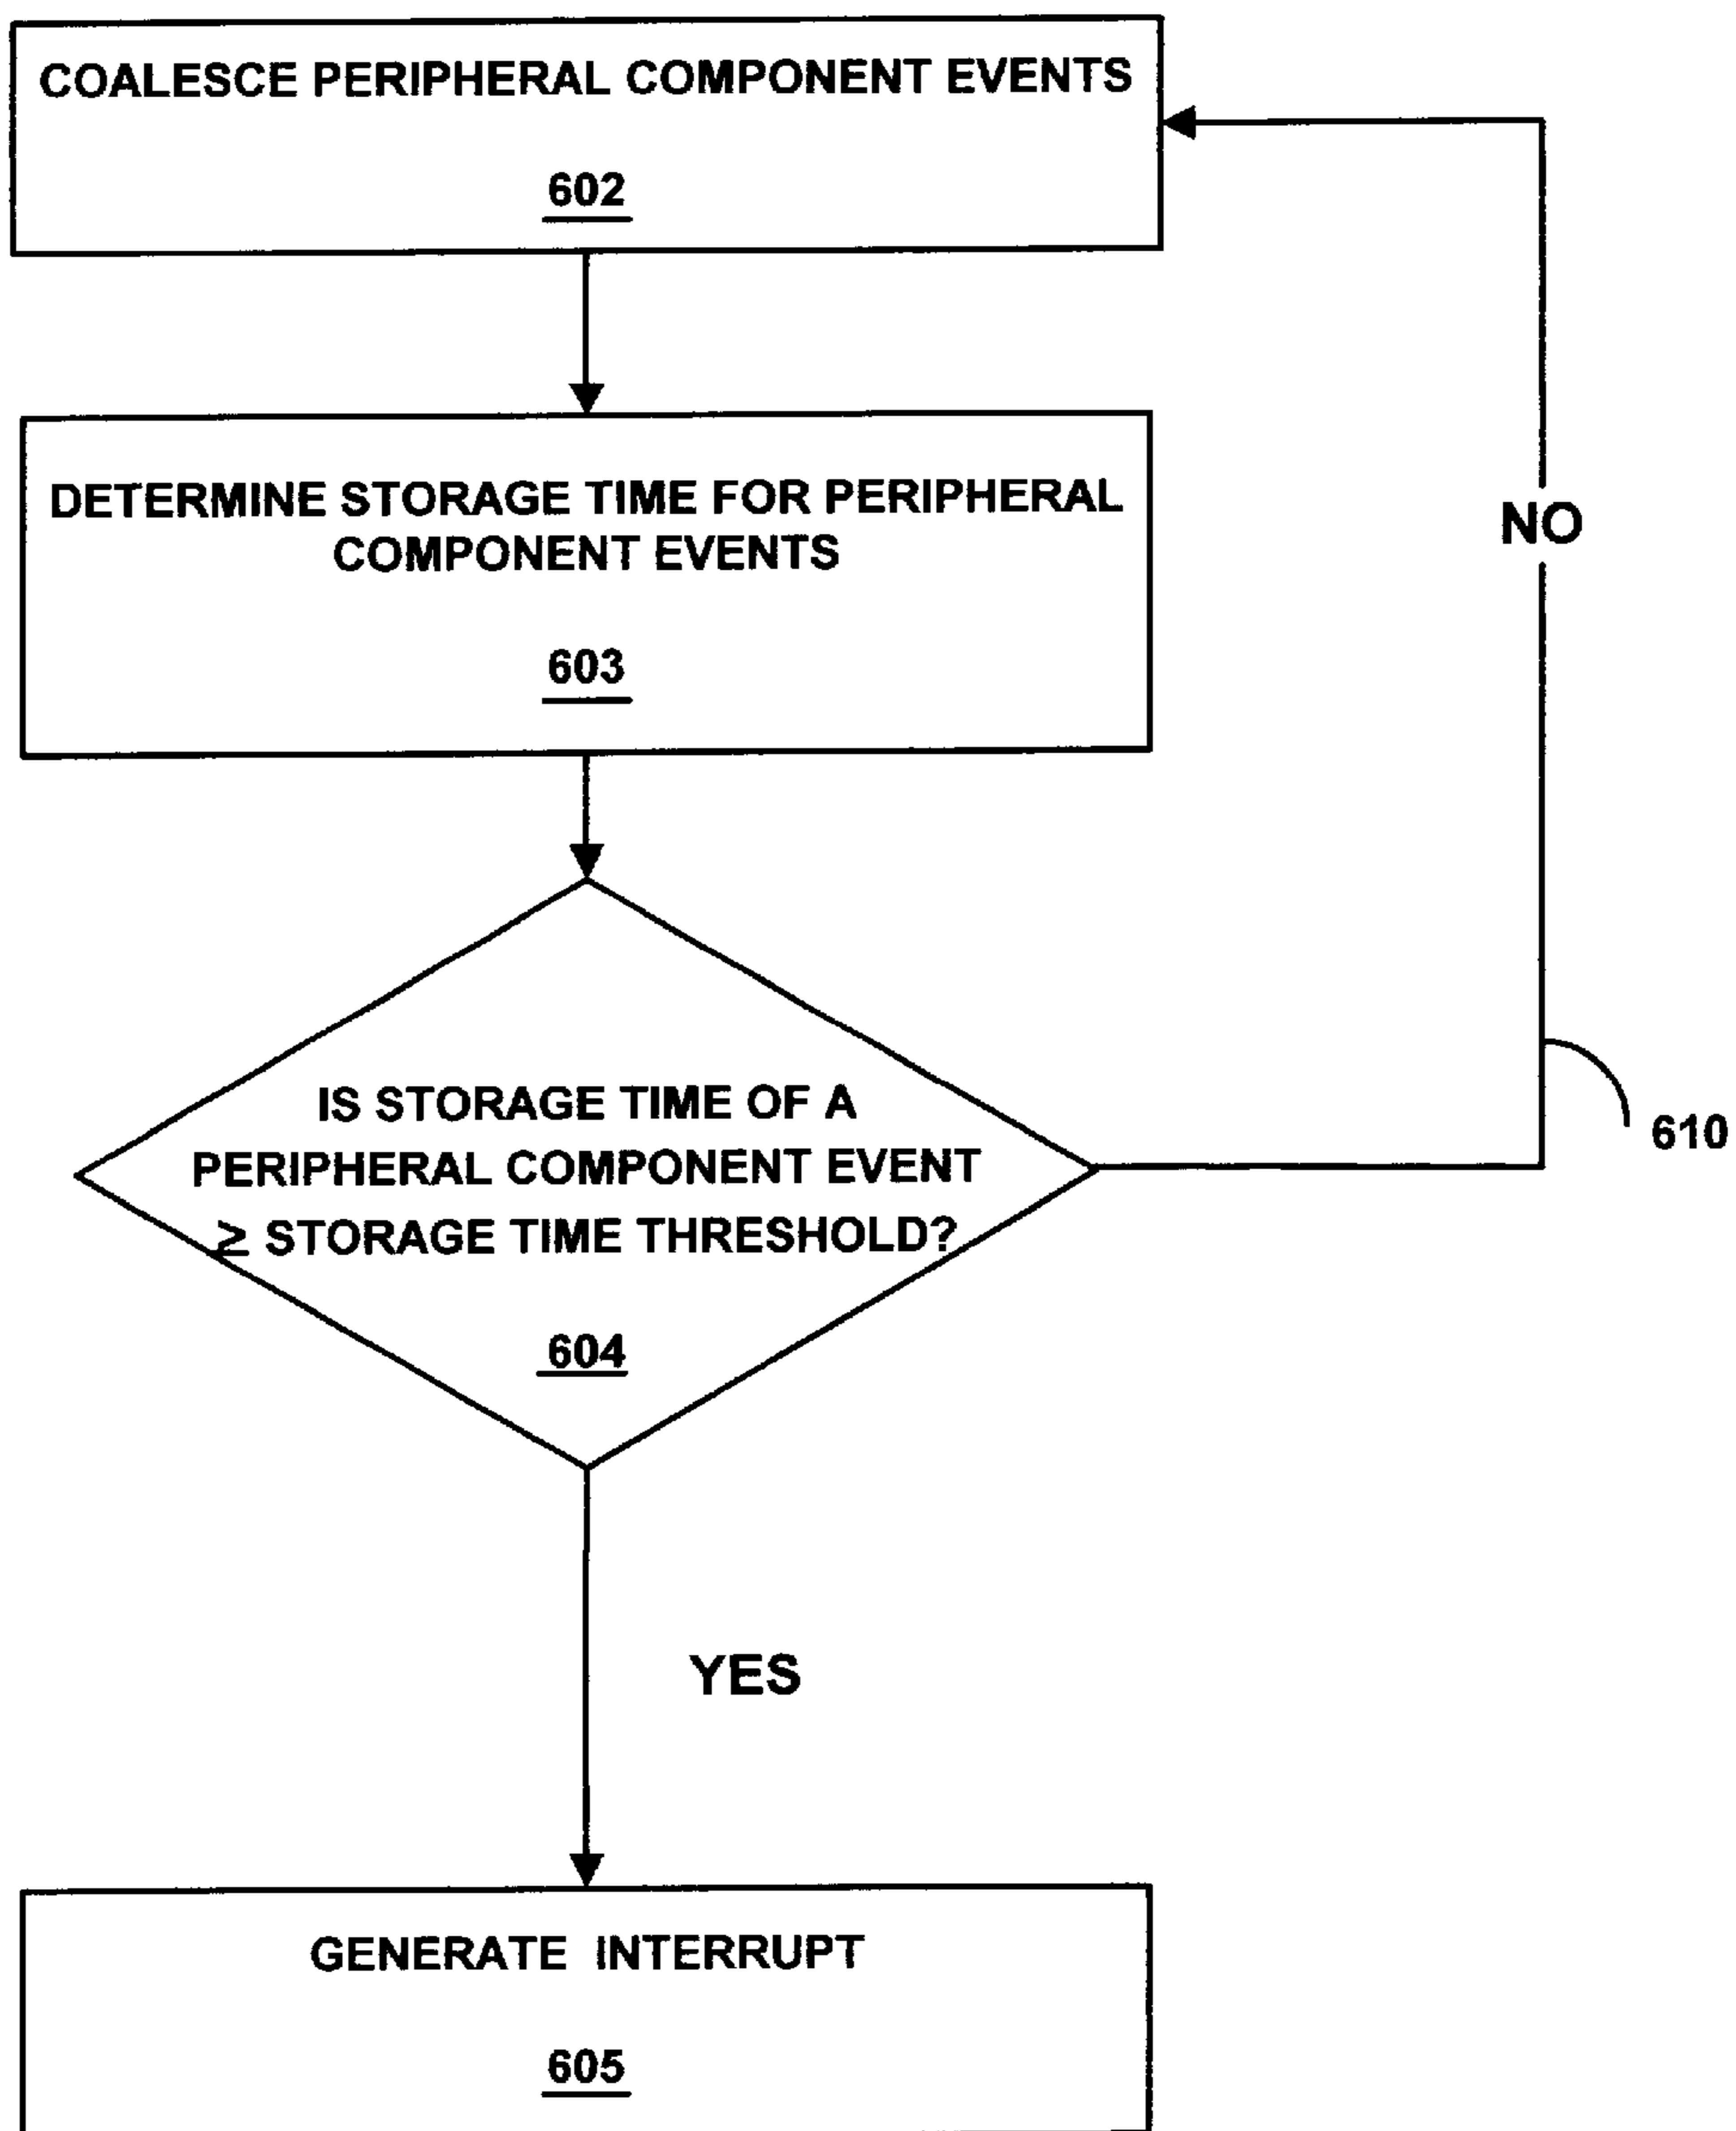 COALESCE PERIPHERAL COMPONENT EVENTS
602
DETERMINE STORAGE TIME FOR PERIPHERAL
COMPONENT EVENTS
603
NO
IS STORAGE TIME OF A
PERIPHERAL COMPONENT EVENT
≥ STORAGE TIME THRESHOLD?
604
610
YES
GENERATE INTERRUPT
605